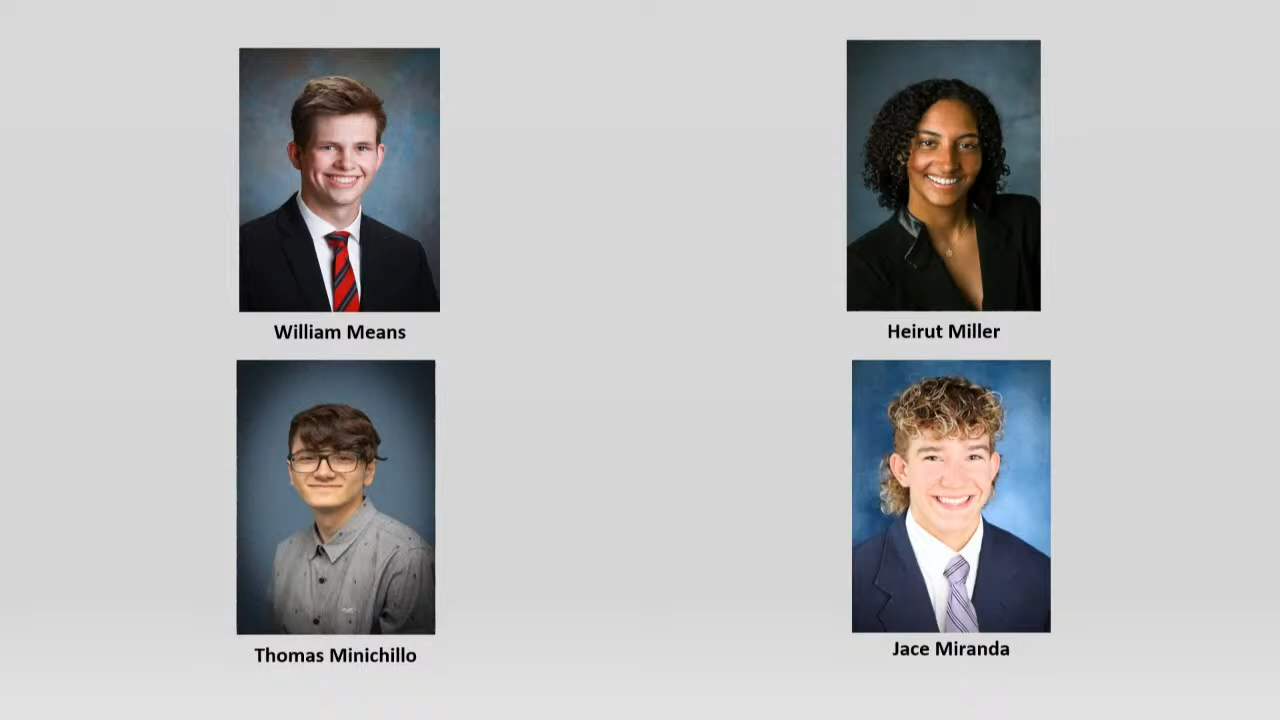 William Means
Heirut Miller
Thomas Minichillo
Jace Miranda